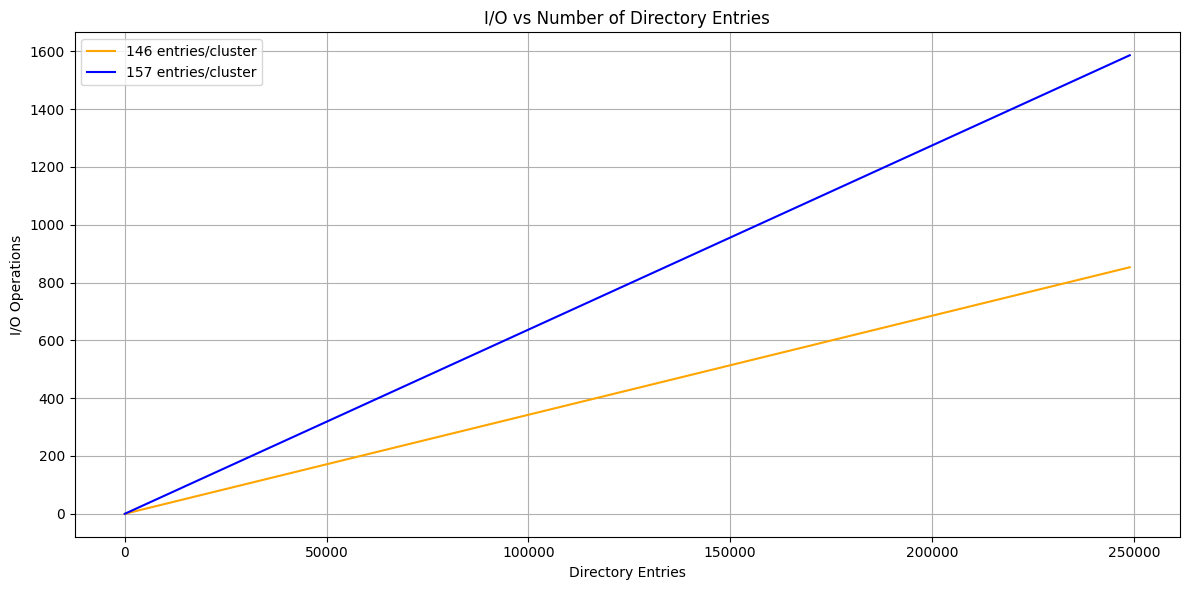 I/O vs Number of Directory Entries
146 entries/cluster
157 entries/cluster
I/O Operations
1600
1400
1200
1000
800
600
400
200
0
0 50000 100000 150000 200000 250000
Directory Entries